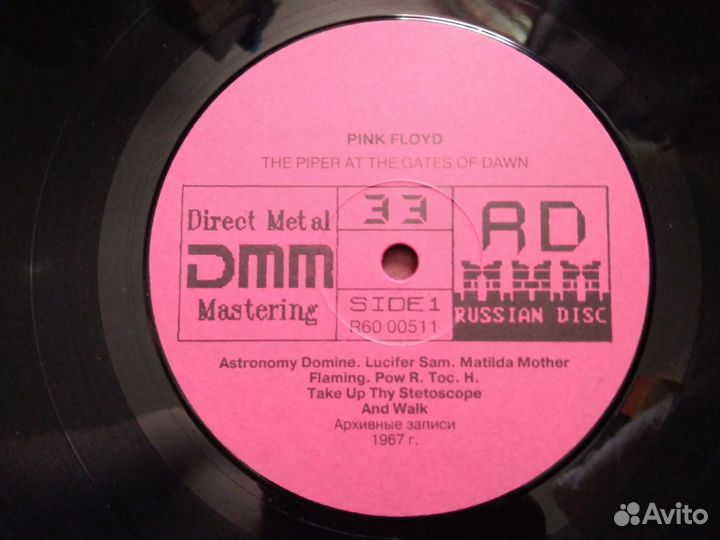 PINK FLOYD
THE PIPER AT THE GATES OF DAWN
Direct Metal
DMM
Mastering
33
SIDE 1
R60 00511
RD
RUSSIAN DISC
Astronomy Domine. Lucifer Sam. Matilda Mother
Flaming. Pow R. Toc. H.
Take Up Thy Stetoscope
And Walk
Архивные записи
1967 г.
Avito